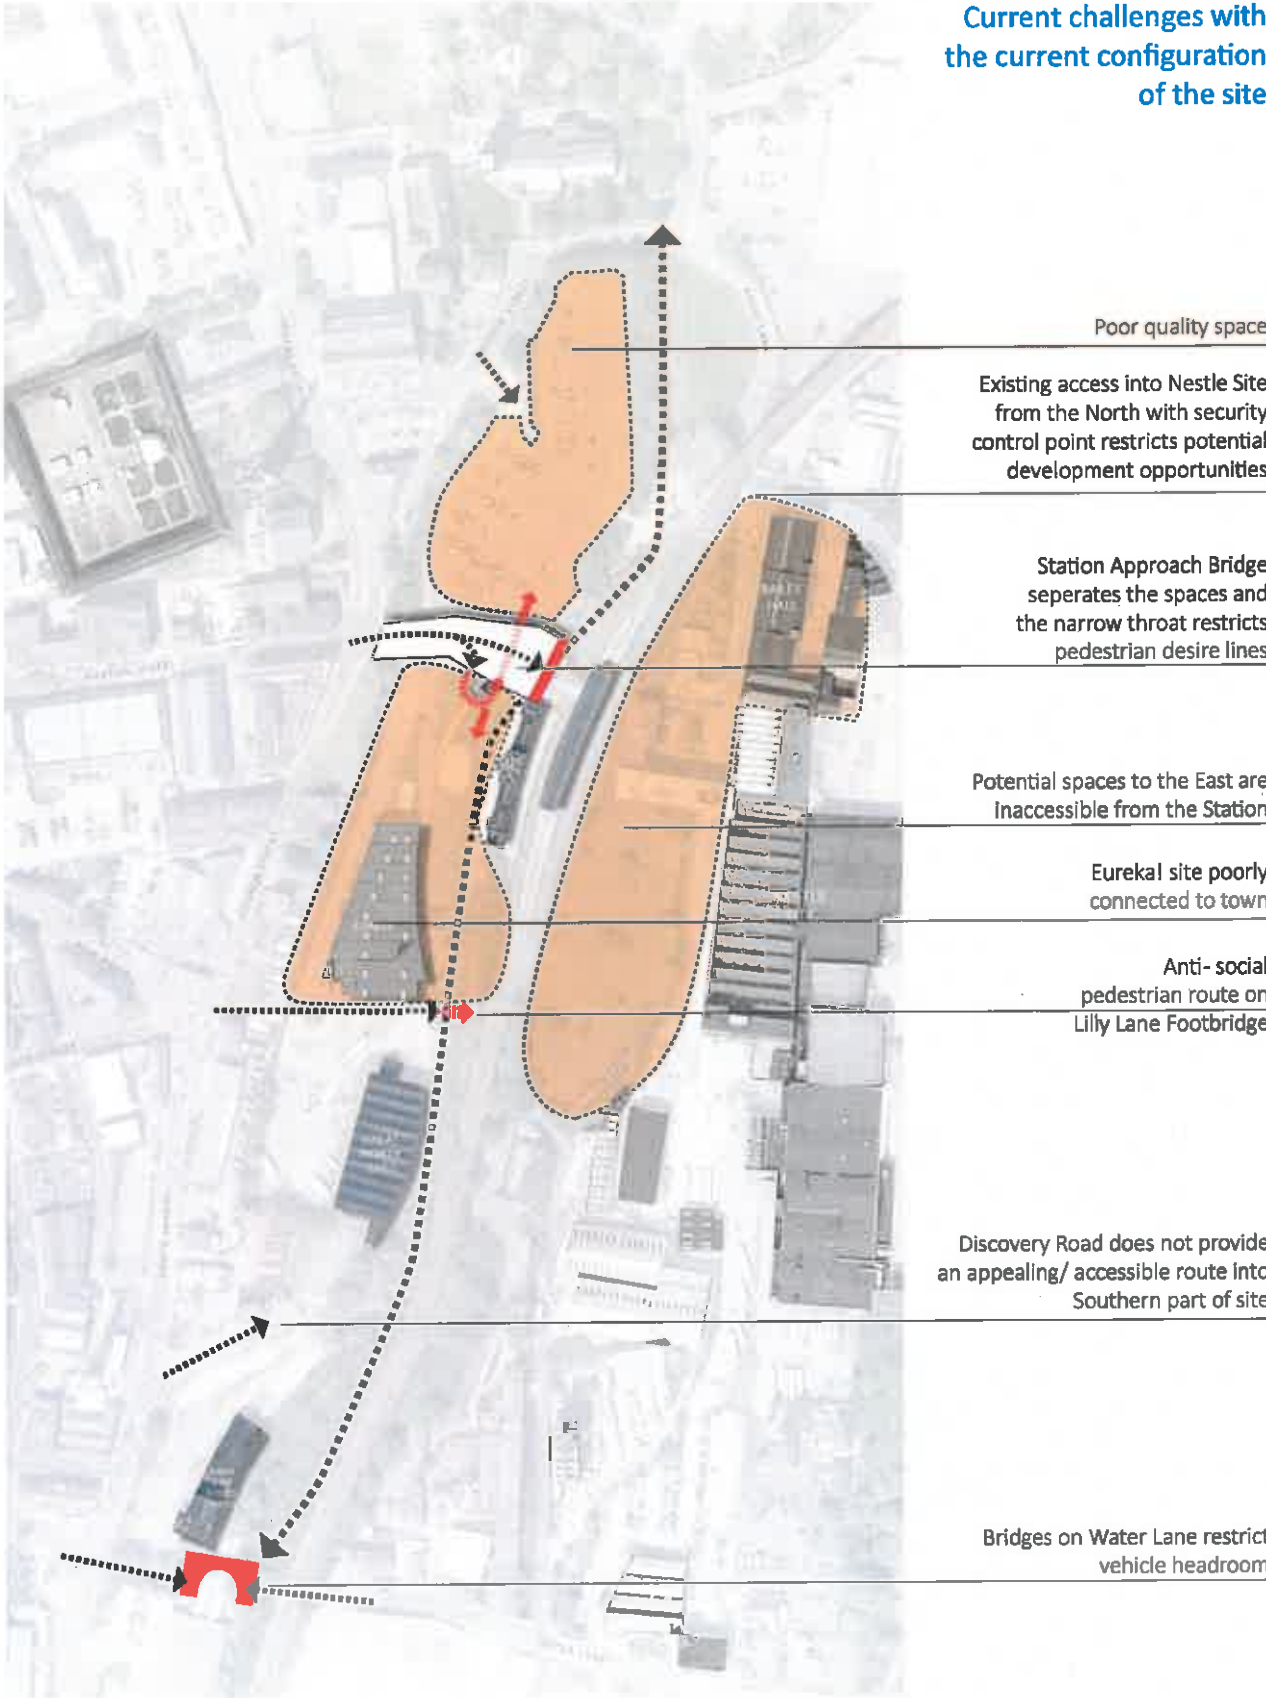 Current challenges with
the current configuration
of the site
Poor quality space
Existing access into Nestle Site
from the North with security
control point restricts potential
development opportunities
Station Approach Bridge
seperates the spaces and
the narrow throat restricts
pedestrian desire lines
Potential spaces to the East are
inaccessible from the Station
Eureka! site poorly
connected to town
Anti- social
pedestrian route on
Lilly Lane Footbridge
Discovery Road does not provide
an appealing/ accessible route into
Southern part of site
Bridges on Water Lane restrict
vehicle headroom